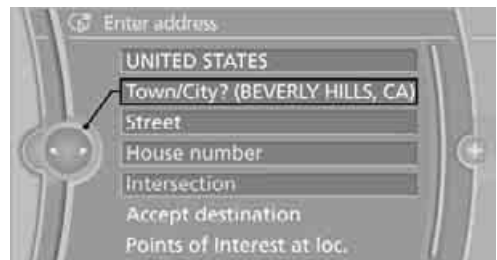 Enter address
UNITED STATES
Town/City? (BEVERLY HILLS, CA)
Street
House number
Intersection
Accept destination
Points of Interest at loc.